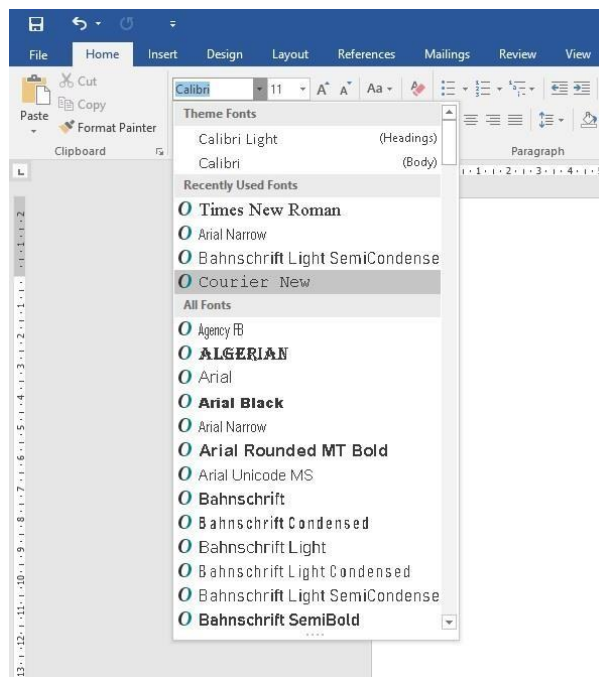 File Home Insert Design Layout References Mailings Review View
Cut
Copy
Format Painter
Paste
Clipboard
Calibri 11 Aa
Paragraph
Theme Fonts
Calibri Light (Headings)
Calibri (Body)
Recently Used Fonts
Times New Roman
Arial Narrow
Bahnschrift Light SemiCondense
Courier New
All Fonts
Agency FB
ALGERIAN
Arial
Arial Black
Arial Narrow
Arial Rounded MT Bold
Arial Unicode MS
Bahnschrift
Bahnschrift Condensed
Bahnschrift Light
Bahnschrift Light Condensed
Bahnschrift Light SemiCondense
Bahnschrift SemiBold